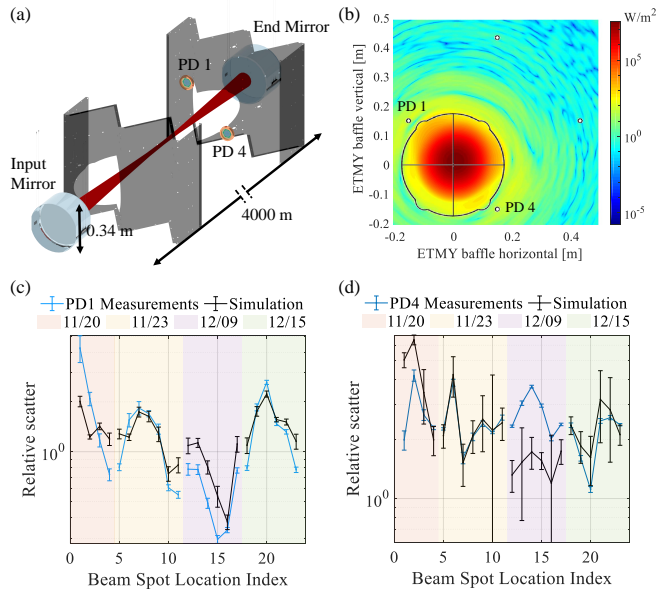 (a)
End Mirror
PD 1
PD 4
Input
Mirror
0.34 m
4000 m
(b)
W/m²
ETMY baffle vertical [m]
0.5
0.4
0.3
0.2
0.1
0
-0.1
-0.2
PD 1
PD 4
-0.2
0
0.2
0.4
ETMY baffle horizontal [m]
10⁵
10⁰
10⁻⁵
(c)
PD1 Measurements
Simulation
11/20
11/23
12/09
12/15
Relative scatter
10⁰
0
5
10
15
20
Beam Spot Location Index
(d)
PD4 Measurements
Simulation
11/20
11/23
12/09
12/15
Relative scatter
10⁰
0
5
10
15
20
Beam Spot Location Index